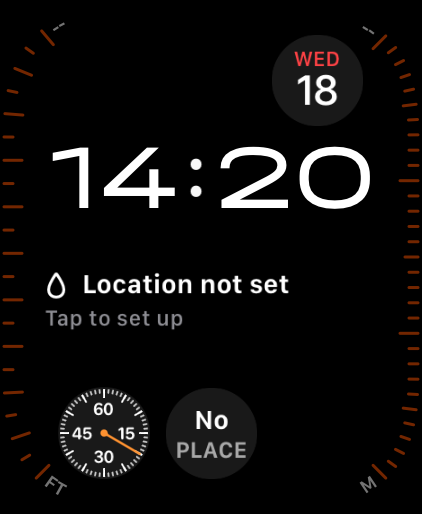 --
--
WED
18
14:20
Location not set
Tap to set up
60
45
15
30
No
PLACE
FT
M